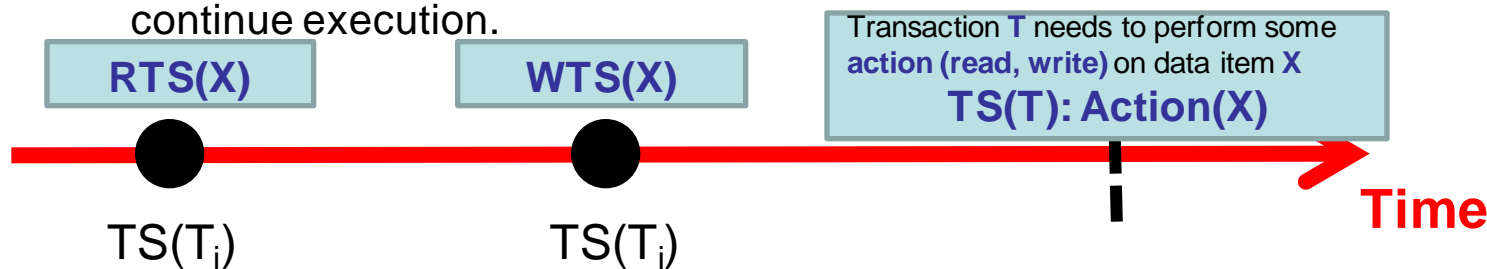 continue execution.
RTS(X)
WTS(X)
Transaction T needs to perform some
action (read, write) on data item X
TS(T): Action(X)
Time
TS(Ti)
TS(Ti)